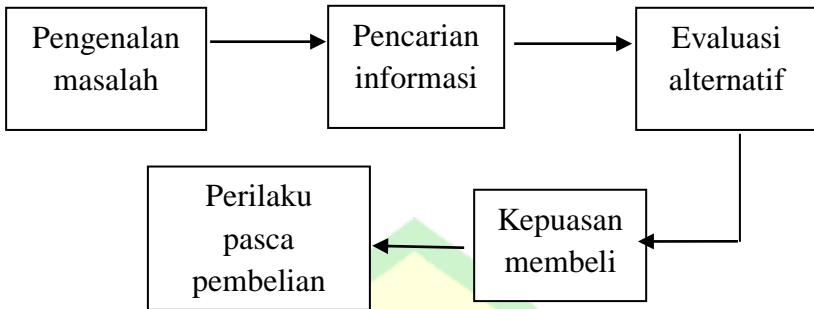 Pengenalan
masalah
Pencarian
informasi
Evaluasi
alternatif
Kepuasan
membeli
Perilaku
pasca
pembelian